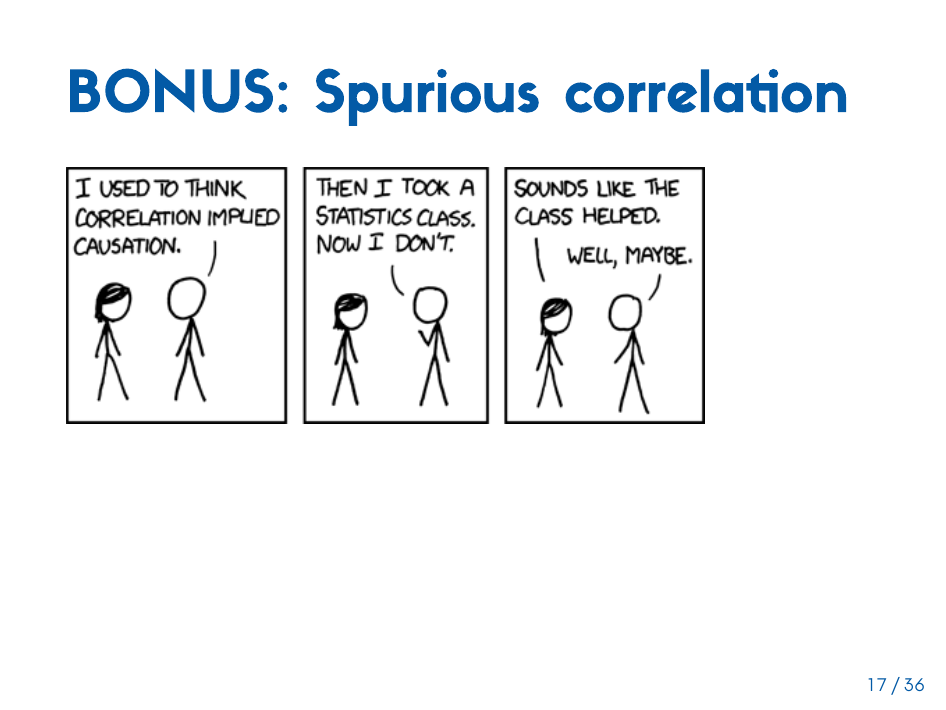 BONUS: Spurious correlation
I USED TO THINK
CORRELATION IMPLIED
CAUSATION.
THEN I TOOK A
STATISTICS CLASS.
NOW I DON'T.
SOUNDS LIKE THE
CLASS HELPED.
WELL, MAYBE.
17 / 36